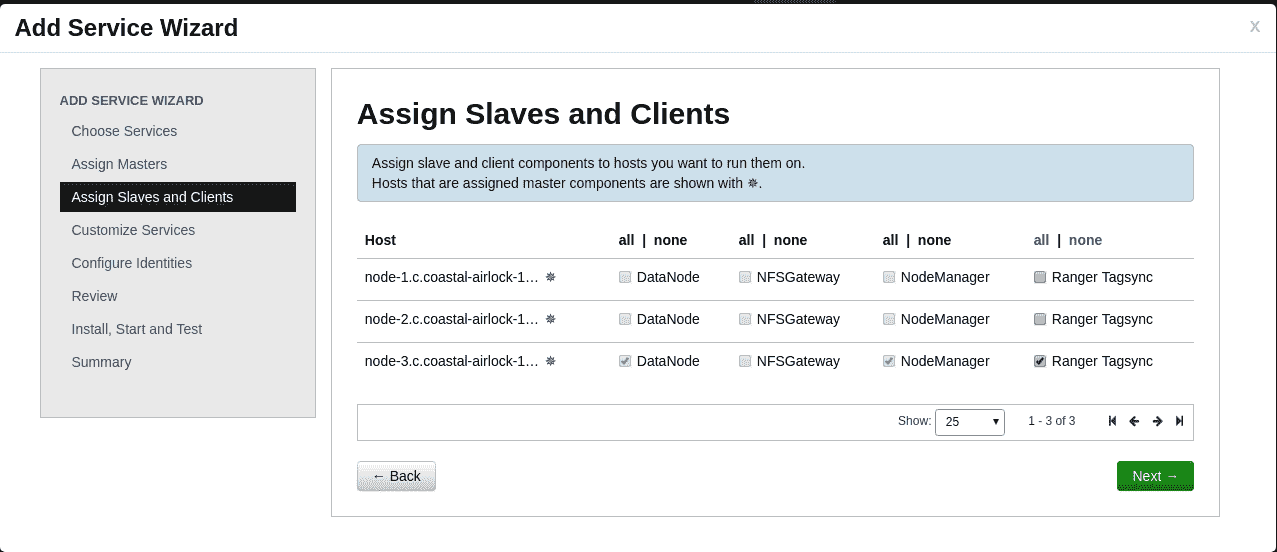 Add Service Wizard
X
ADD SERVICE WIZARD
Choose Services
Assign Masters
Assign Slaves and Clients
Customize Services
Configure Identities
Review
Install, Start and Test
Summary
Assign Slaves and Clients
Assign slave and client components to hosts you want to run them on.
Hosts that are assigned master components are shown with ✵.
Host all | none all | none all | none all | none
node-1.c.coastal-airlock-1… ✵ DataNode NFSGateway NodeManager Ranger Tagsync
node-2.c.coastal-airlock-1… ✵ DataNode NFSGateway NodeManager Ranger Tagsync
node-3.c.coastal-airlock-1… ✵ DataNode NFSGateway NodeManager Ranger Tagsync
Show: 25 1 - 3 of 3
← Back Next →